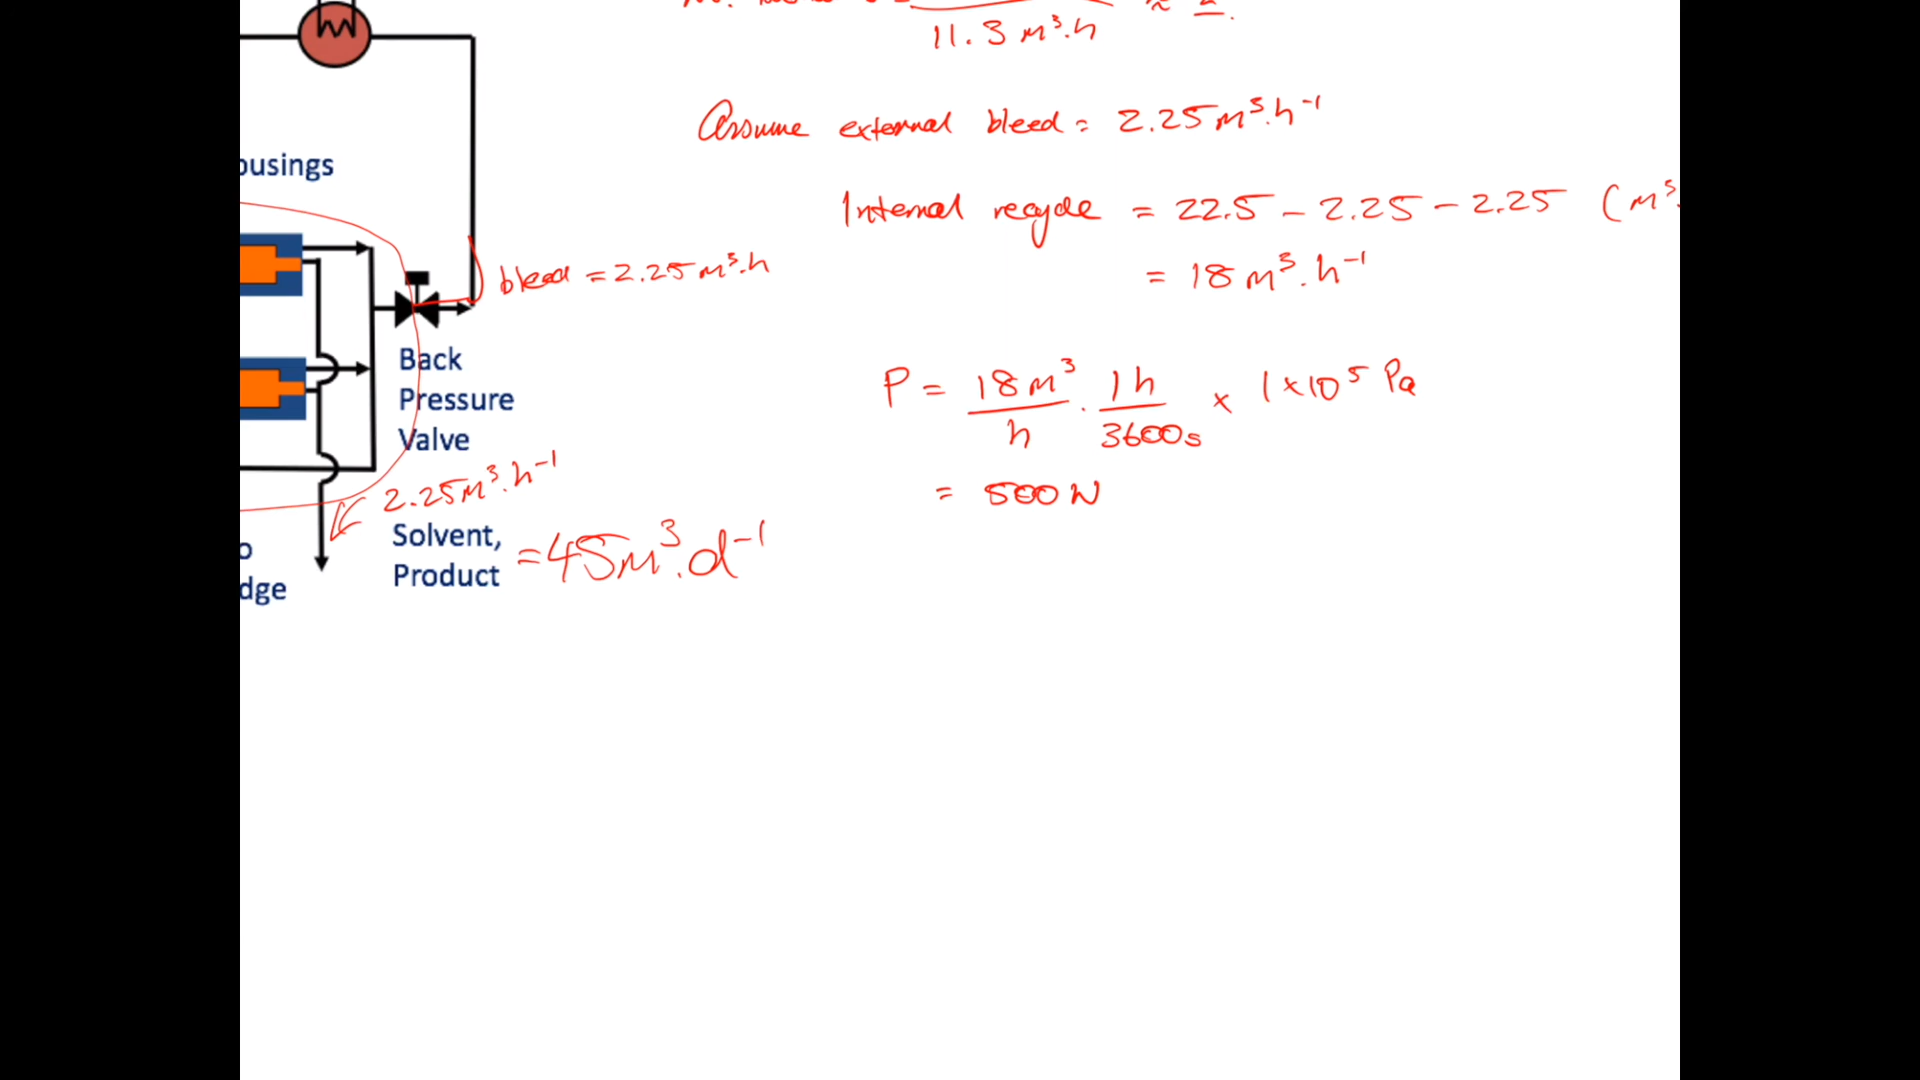 11.3 m³.h
Assume external bleed = 2.25 m³.h⁻¹
ousings
Internal recycle = 22.5 – 2.25 – 2.25 (m³.
bleed = 2.25 m³.h
= 18 m³.h⁻¹
Back
Pressure
Valve
P = 18 m³/h . 1h/3600s × 1×10⁵ Pa
2.25 m³.h⁻¹
= 500 W
Solvent,
Product
= 45 m³.d⁻¹
o
dge